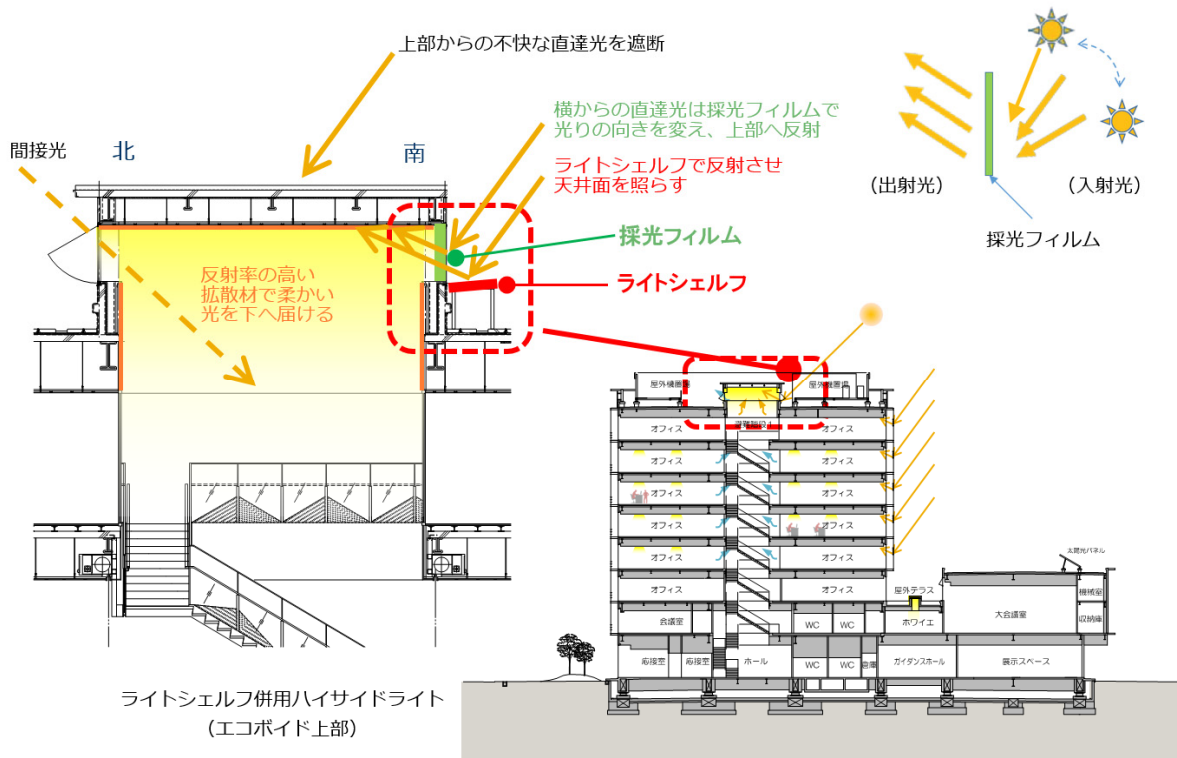 上部からの不快な直達光を遮断
横からの直達光は採光フィルムで
光りの向きを変え、上部へ反射
ライトシェルフで反射させ
天井面を照らす
間接光
北
南
採光フィルム
ライトシェルフ
反射率の高い
拡散材で柔かい
光を下へ届ける
(出射光)
(入射光)
採光フィルム
屋外機置場
屋外機置場
避難階段
オフィス
オフィス
オフィス
オフィス
オフィス
オフィス
オフィス
オフィス
オフィス
オフィス
オフィス
オフィス
太陽光パネル
屋外テラス
会議室
WC
WC
ホワイエ
大会議室
機械室
収納庫
応接室
応接室
ホール
WC
WC
倉庫
ガイダンスホール
展示スペース
ライトシェルフ併用ハイサイドライト
(エコボイド上部)